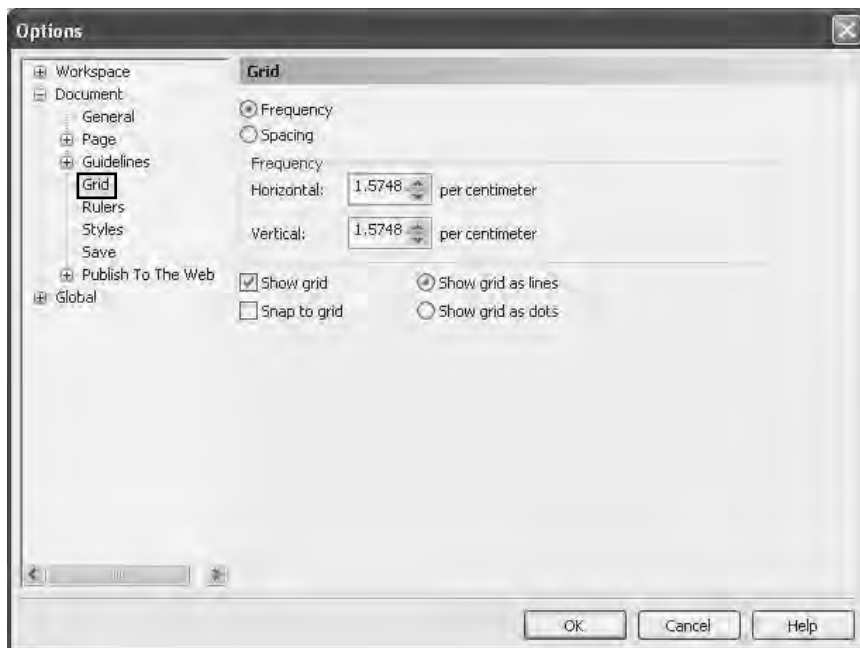 Options
Workspace
Document
General
Page
Guidelines
Grid
Rulers
Styles
Save
Publish To The Web
Global
Grid
Frequency
Spacing
Frequency
Horizontal: 1.5748 per centimeter
Vertical: 1.5748 per centimeter
Show grid
Show grid as lines
Snap to grid
Show grid as dots
OK
Cancel
Help